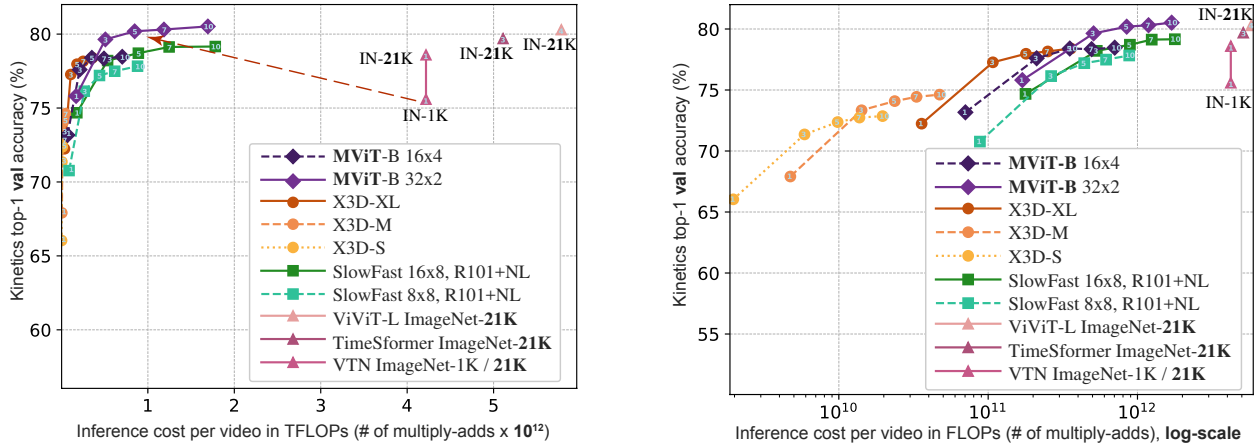 80
75
70
65
60
Kinetics top-1 val accuracy (%)
IN-21K
IN-21K
IN-21K
IN-1K
MViT-B 16x4
MViT-B 32x2
X3D-XL
X3D-M
X3D-S
SlowFast 16x8, R101+NL
SlowFast 8x8, R101+NL
ViViT-L ImageNet-21K
TimeSformer ImageNet-21K
VTN ImageNet-1K / 21K
1 2 3 4 5
Inference cost per video in TFLOPs (# of multiply-adds x 10¹²)
80
75
70
65
60
55
Kinetics top-1 val accuracy (%)
IN-21K
IN-21K
IN-1K
MViT-B 16x4
MViT-B 32x2
X3D-XL
X3D-M
X3D-S
SlowFast 16x8, R101+NL
SlowFast 8x8, R101+NL
ViViT-L ImageNet-21K
TimeSformer ImageNet-21K
VTN ImageNet-1K / 21K
10¹⁰ 10¹¹ 10¹²
Inference cost per video in FLOPs (# of multiply-adds), log-scale